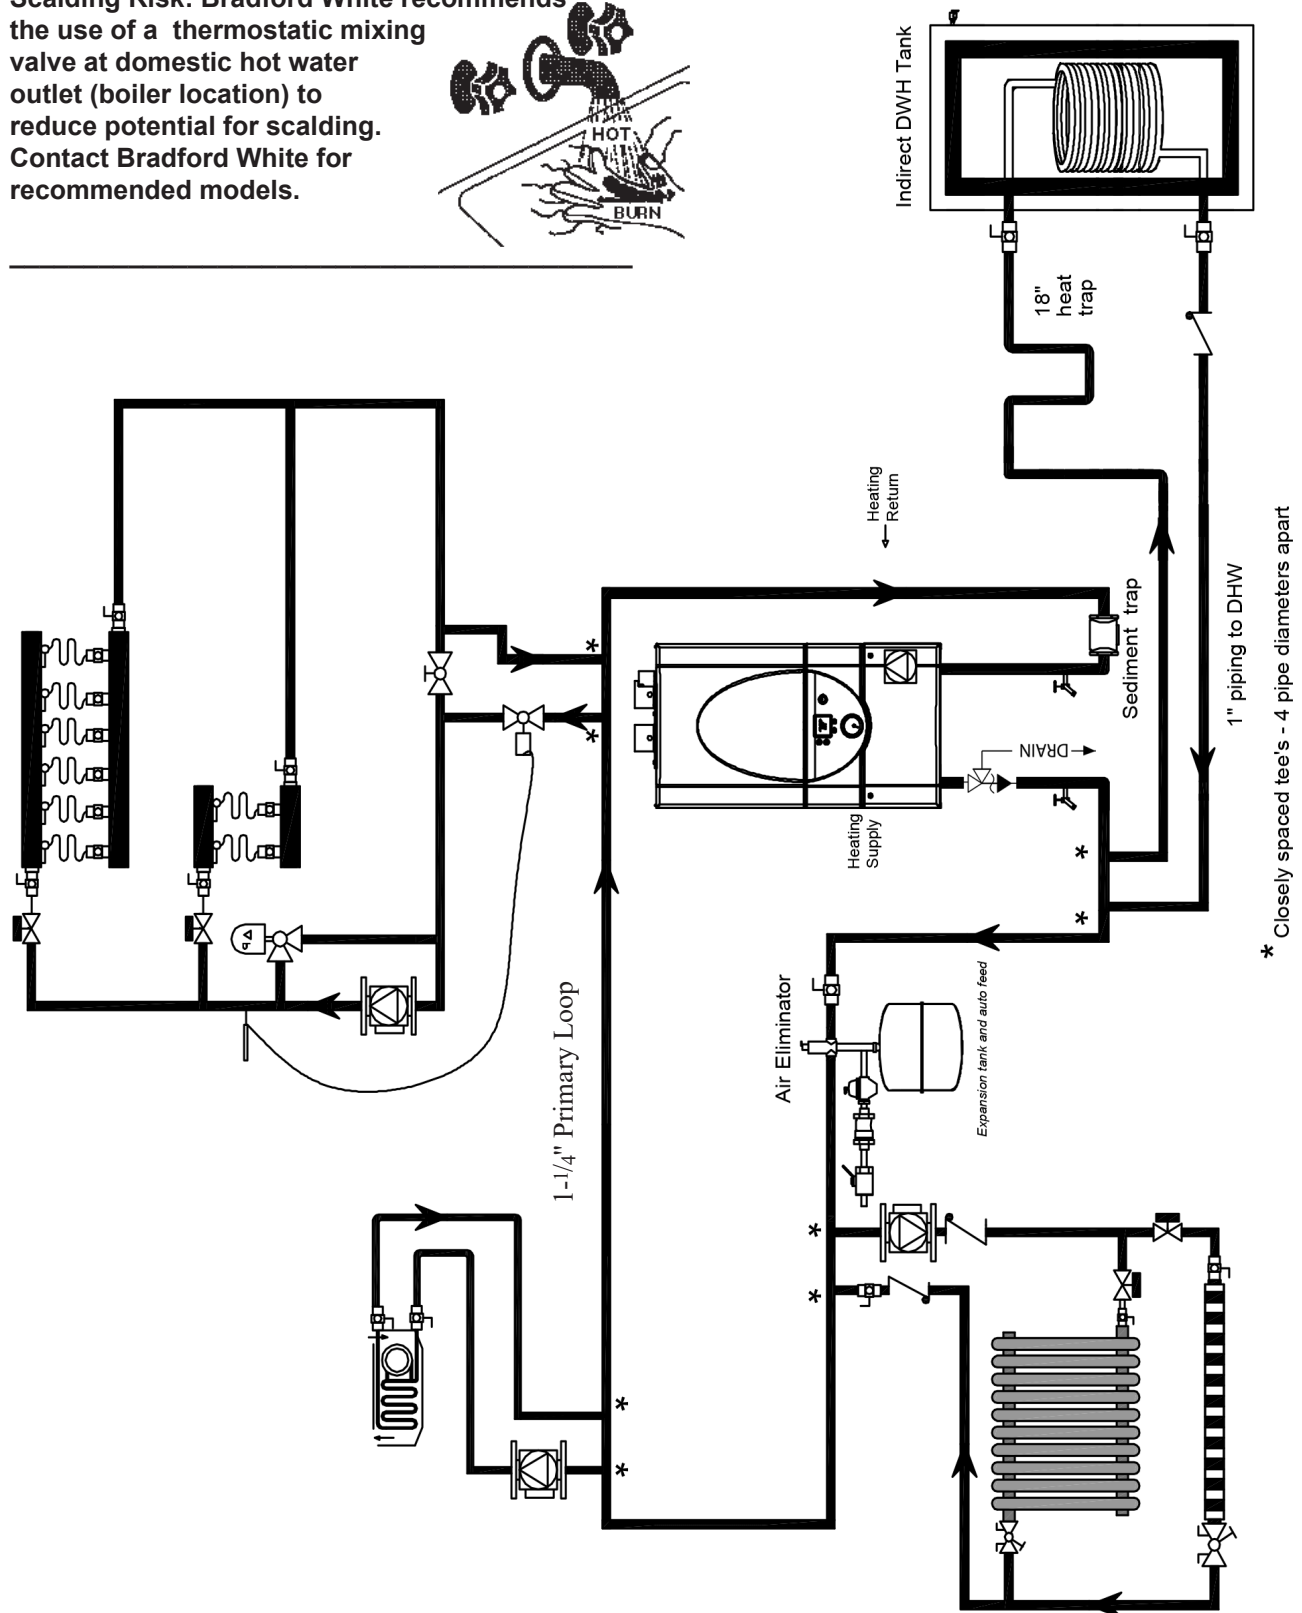 Scalding Risk: Bradford White recommends
the use of a thermostatic mixing
valve at domestic hot water
outlet (boiler location) to
reduce potential for scalding.
Contact Bradford White for
recommended models.
HOT
BURN
Indirect DWH Tank
18"
heat
trap
Heating
Return
Sediment trap
1" piping to DHW
* Closely spaced tee's - 4 pipe diameters apart
DRAIN
Heating
Supply
*
*
*
*
Air Eliminator
Expansion tank and auto feed
1-1/4" Primary Loop
*
*
*
*